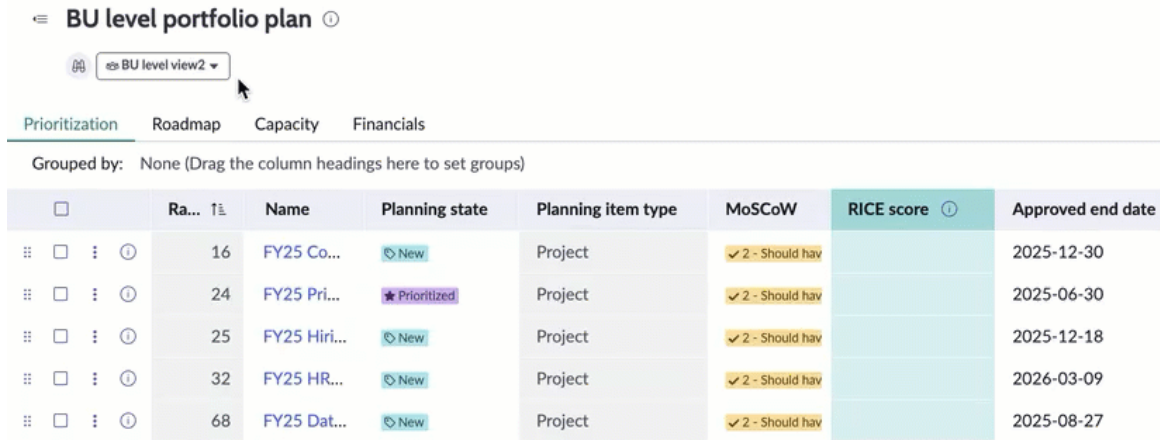 BU level portfolio plan
BU level view2
Prioritization Roadmap Capacity Financials
Grouped by: None (Drag the column headings here to set groups)
Ra... Name Planning state Planning item type MoSCoW RICE score Approved end date
16 FY25 Co... New Project 2 - Should hav 2025-12-30
24 FY25 Pri... Prioritized Project 2 - Should hav 2025-06-30
25 FY25 Hiri... New Project 2 - Should hav 2025-12-18
32 FY25 HR... New Project 2 - Should hav 2026-03-09
68 FY25 Dat... New Project 2 - Should hav 2025-08-27